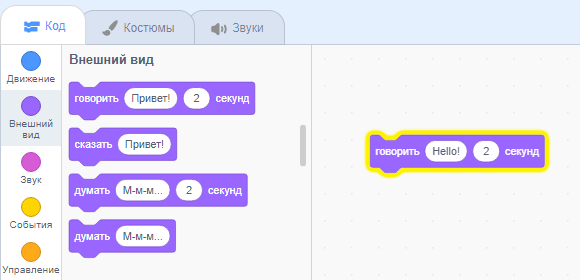 Код
Костюмы
Звуки
Движение
Внешний
вид
Звук
События
Управление
Внешний вид
говорить Привет! 2 секунд
сказать Привет!
думать М-м-м... 2 секунд
думать М-м-м...
говорить Hello! 2 секунд